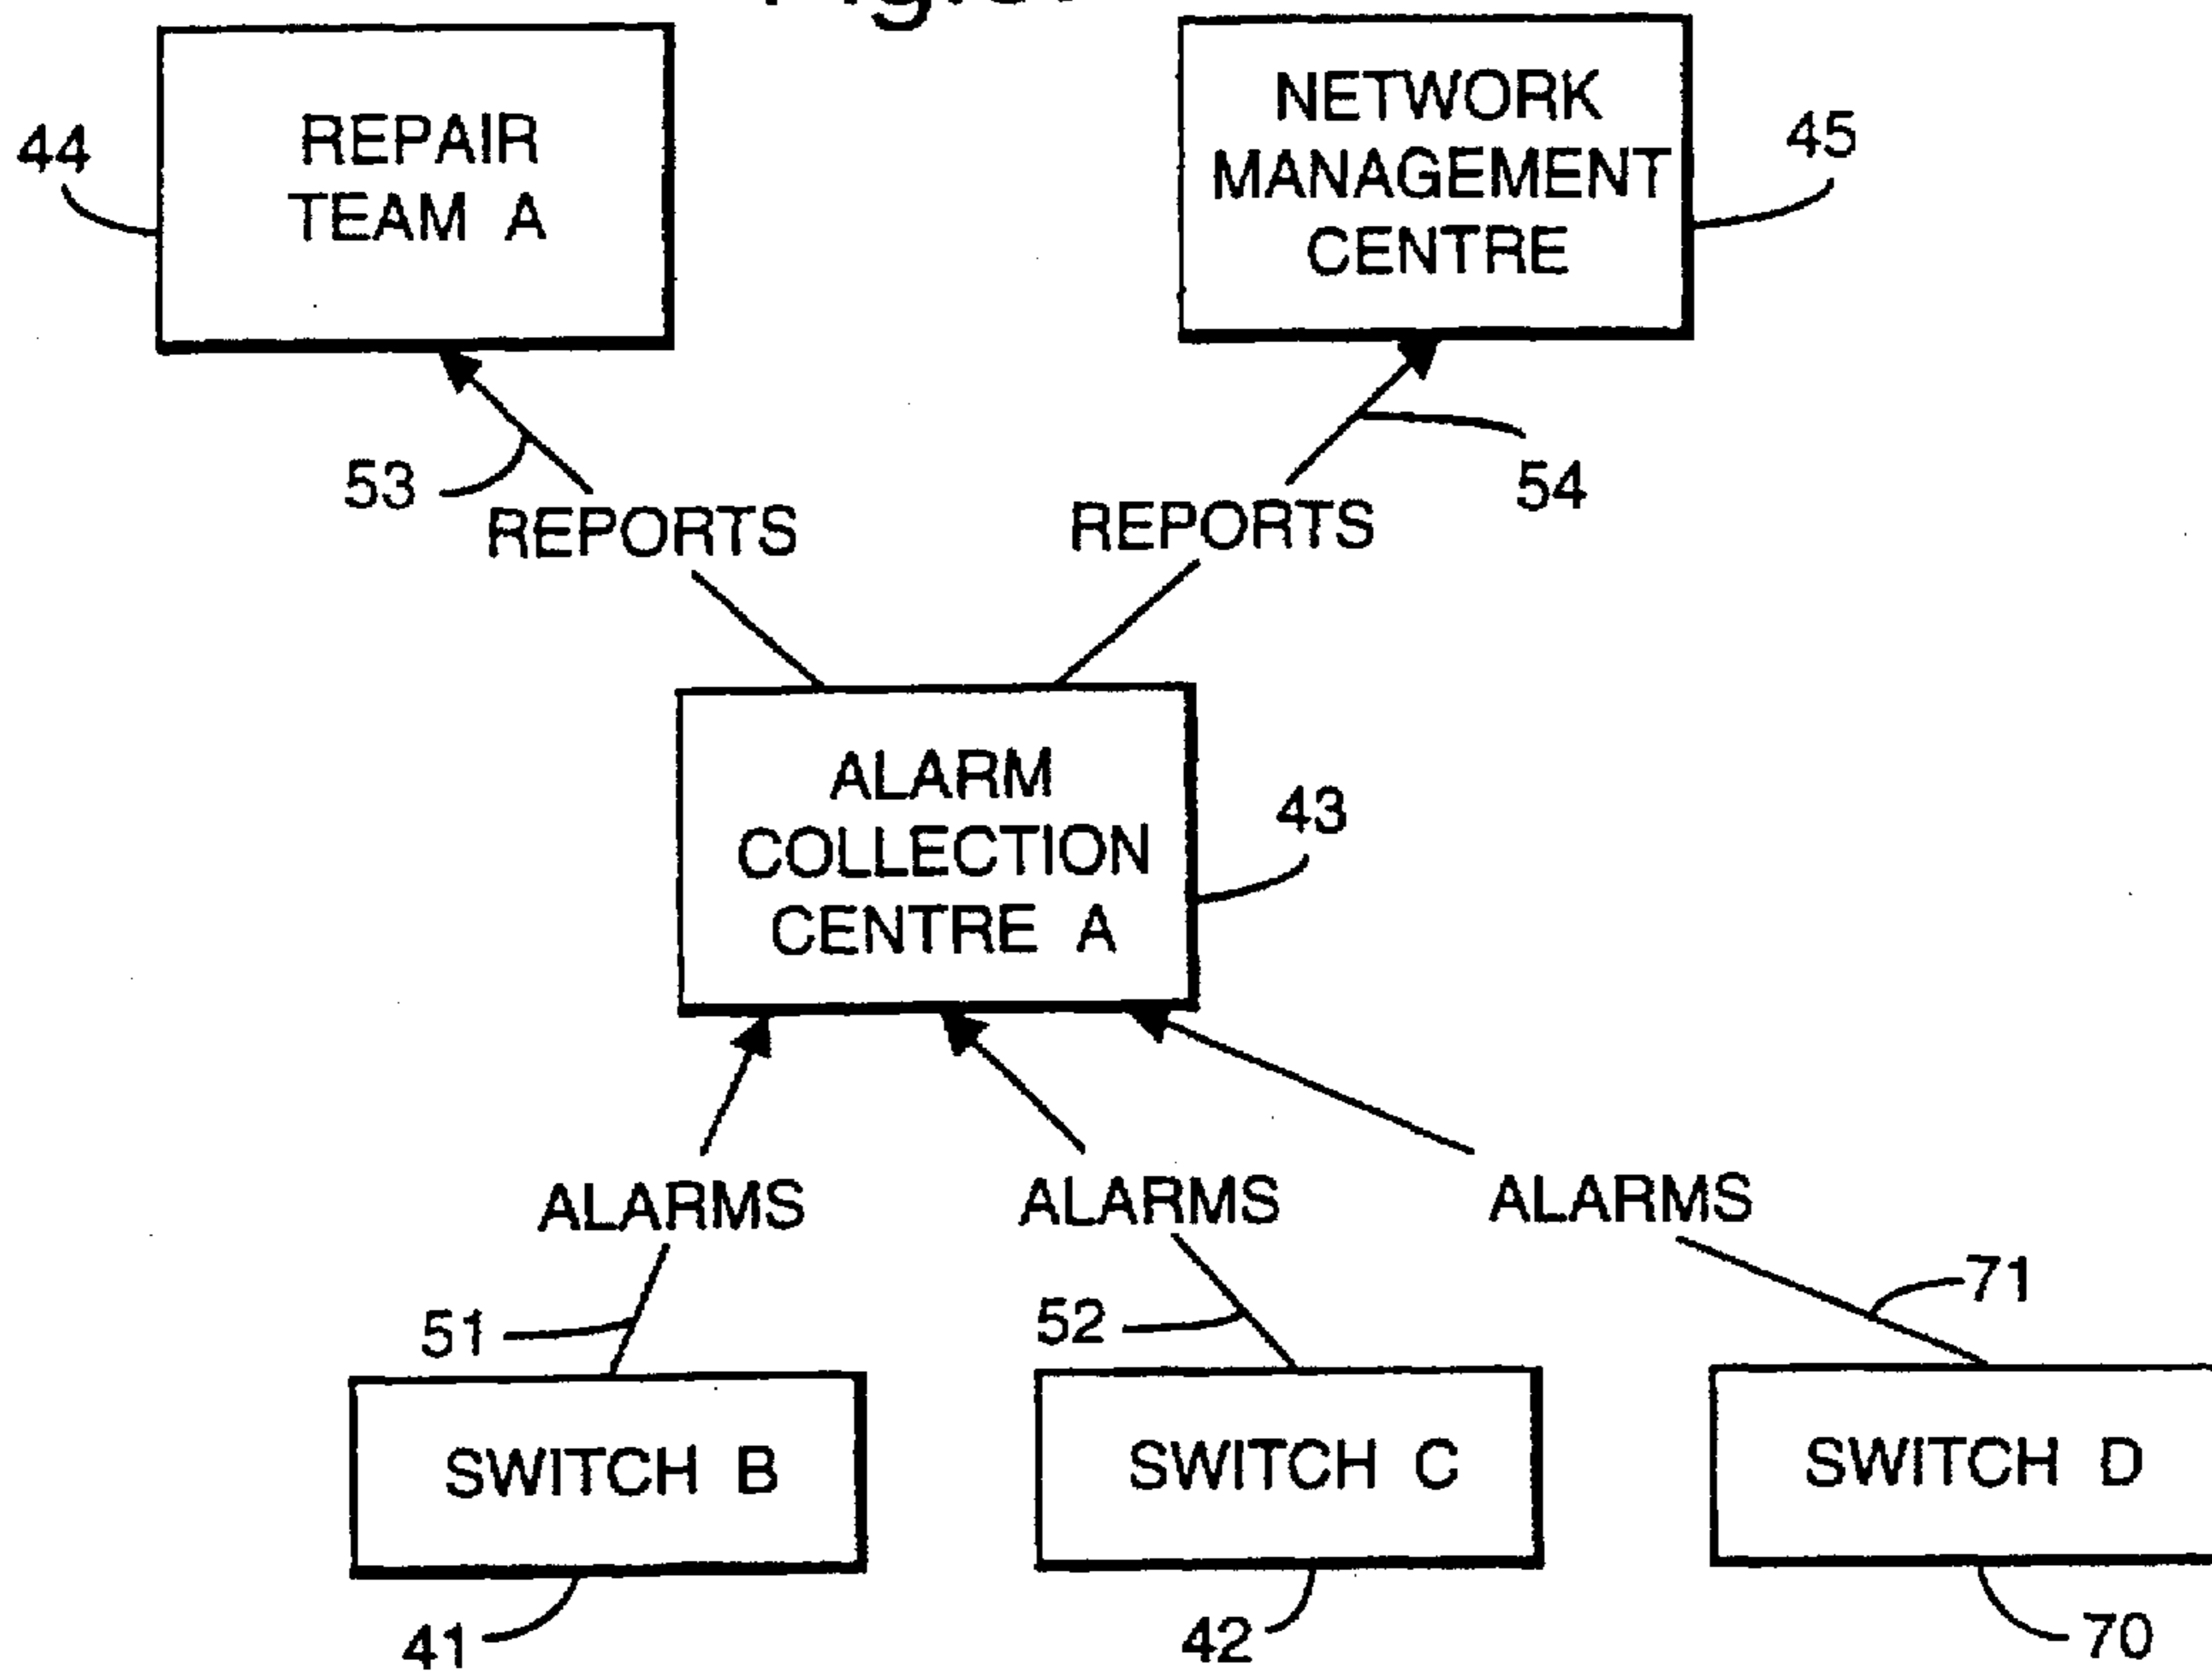 REPAIR
TEAM A
44
NETWORK
MANAGEMENT
CENTRE
45
53
REPORTS
REPORTS
54
ALARM
COLLECTION
CENTRE A
43
ALARMS
ALARMS
ALARMS
51
52
71
SWITCH B
SWITCH C
SWITCH D
41
42
70